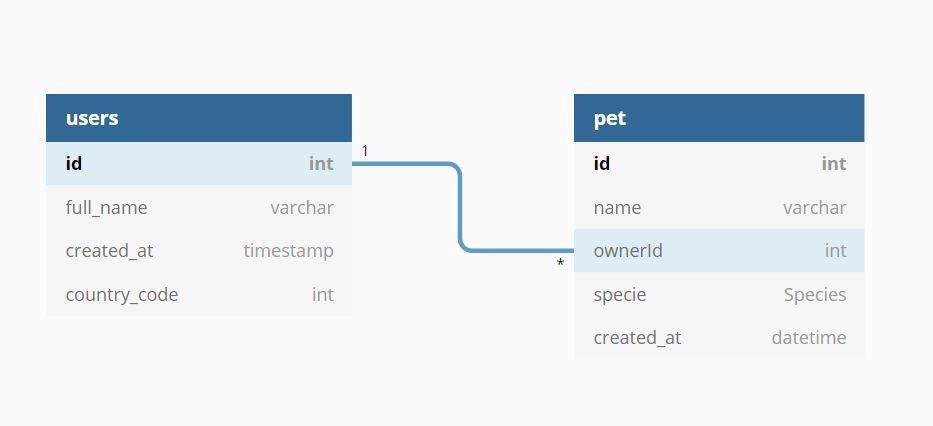 users
id int
full_name varchar
created_at timestamp
country_code int
1
*
pet
id int
name varchar
ownerId int
specie Species
created_at datetime